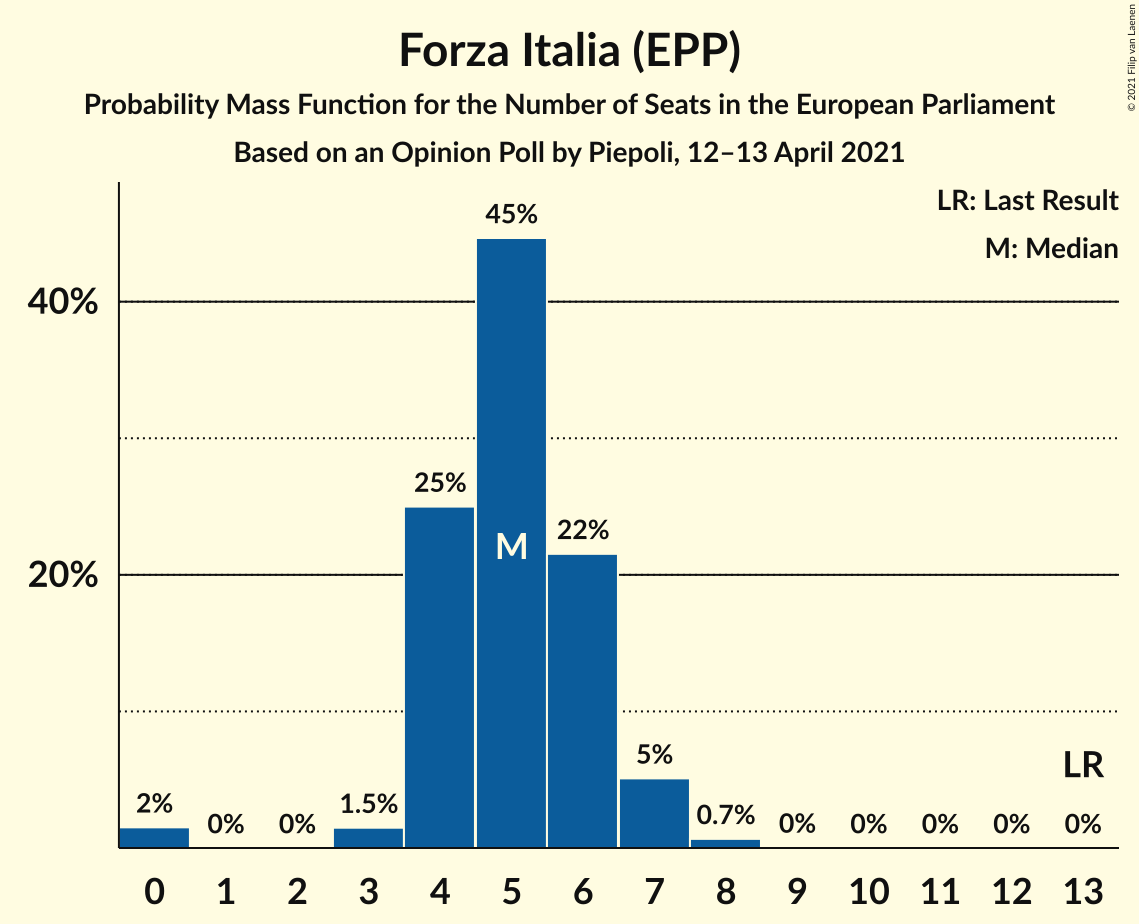 Forza Italia (EPP)
Probability Mass Function for the Number of Seats in the European Parliament
Based on an Opinion Poll by Piepoli, 12–13 April 2021
© 2021 Filip van Laenen
LR: Last Result
M: Median
45%
40%
25%
22%
M
20%
5%
LR
2%
0%
0%
1.5%
0.7%
0%
0%
0%
0%
0%
0 1 2 3 4 5 6 7 8 9 10 11 12 13